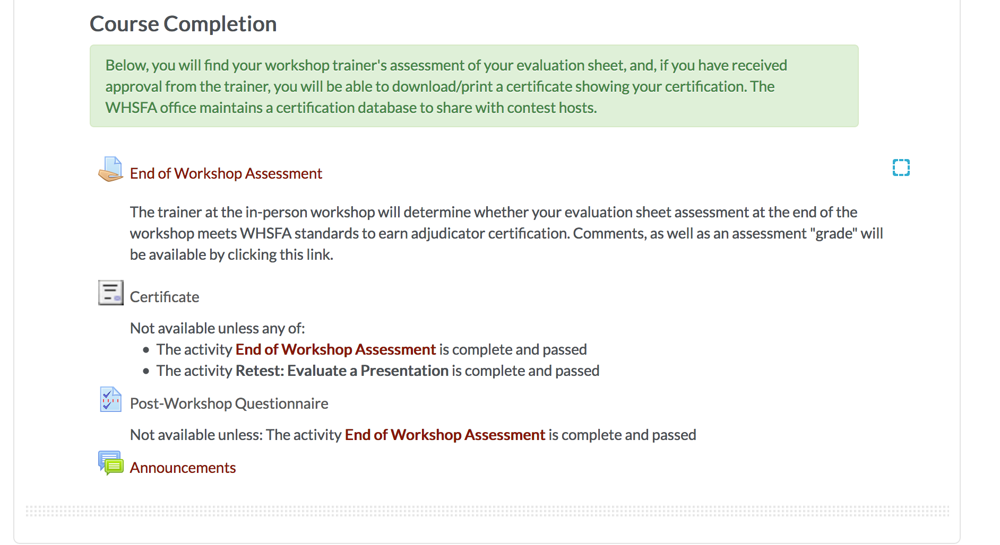 Course Completion
Below, you will find your workshop trainer's assessment of your evaluation sheet, and, if you have received
approval from the trainer, you will be able to download/print a certificate showing your certification. The
WHSFA office maintains a certification database to share with contest hosts.
End of Workshop Assessment
The trainer at the in-person workshop will determine whether your evaluation sheet assessment at the end of the
workshop meets WHSFA standards to earn adjudicator certification. Comments, as well as an assessment "grade" will
be available by clicking this link.
Certificate
Not available unless any of:
• The activity End of Workshop Assessment is complete and passed
• The activity Retest: Evaluate a Presentation is complete and passed
Post-Workshop Questionnaire
Not available unless: The activity End of Workshop Assessment is complete and passed
Announcements